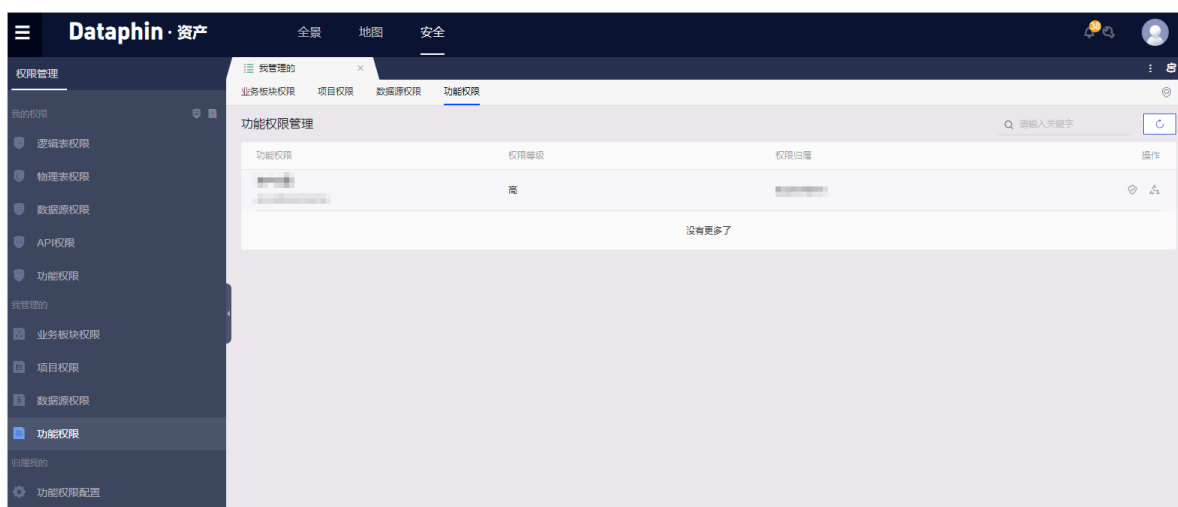 Dataphin · 资产 全景 地图 安全 30
权限管理
我管理的
业务板块权限 项目权限 数据源权限 功能权限
我的权限
功能权限管理 请输入关键字
逻辑表权限
功能权限 权限等级 权限归属 操作
物理表权限
高
数据源权限
没有更多了
API权限
功能权限
我管理的
业务板块权限
项目权限
数据源权限
功能权限
归属我的
功能权限配置